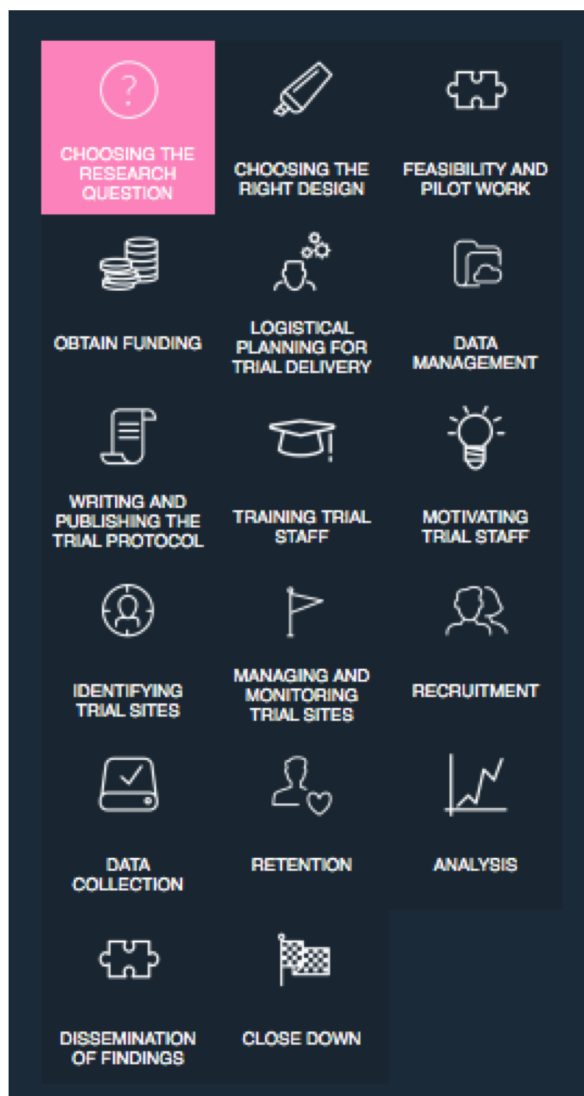 ?
CHOOSING THE
RESEARCH
QUESTION
CHOOSING THE
RIGHT DESIGN
FEASIBILITY AND
PILOT WORK
OBTAIN FUNDING
LOGISTICAL
PLANNING FOR
TRIAL DELIVERY
DATA
MANAGEMENT
WRITING AND
PUBLISHING THE
TRIAL PROTOCOL
TRAINING TRIAL
STAFF
MOTIVATING
TRIAL STAFF
IDENTIFYING
TRIAL SITES
MANAGING AND
MONITORING
TRIAL SITES
RECRUITMENT
DATA
COLLECTION
RETENTION
ANALYSIS
DISSEMINATION
OF FINDINGS
CLOSE DOWN